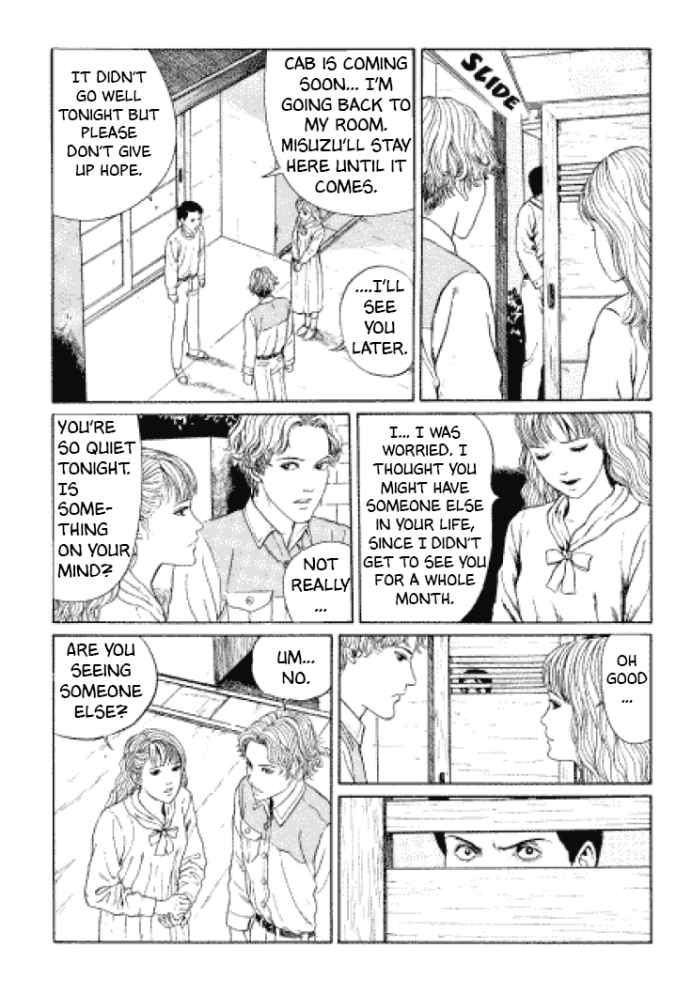 IT DIDN'T
GO WELL
TONIGHT BUT
PLEASE
DON'T GIVE
UP HOPE.
CAB IS COMING
SOON... I'M
GOING BACK TO
MY ROOM.
MISUZU'LL STAY
HERE UNTIL IT
COMES.
....I'LL
SEE
YOU
LATER.
SLIDE
YOU'RE
SO QUIET
TONIGHT.
IS
SOME-
THING
ON YOUR
MIND?
NOT
REALLY
...
I... I WAS
WORRIED. I
THOUGHT YOU
MIGHT HAVE
SOMEONE ELSE
IN YOUR LIFE,
SINCE I DIDN'T
GET TO SEE YOU
FOR A WHOLE
MONTH.
ARE YOU
SEEING
SOMEONE
ELSE?
UM...
NO.
OH
GOOD
...